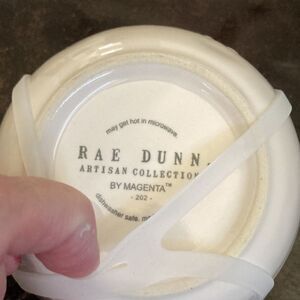 may get hot in microwave.
RAE DUNN
ARTISAN COLLECTION
BY MAGENTA™
- 202 -
dishwasher safe.